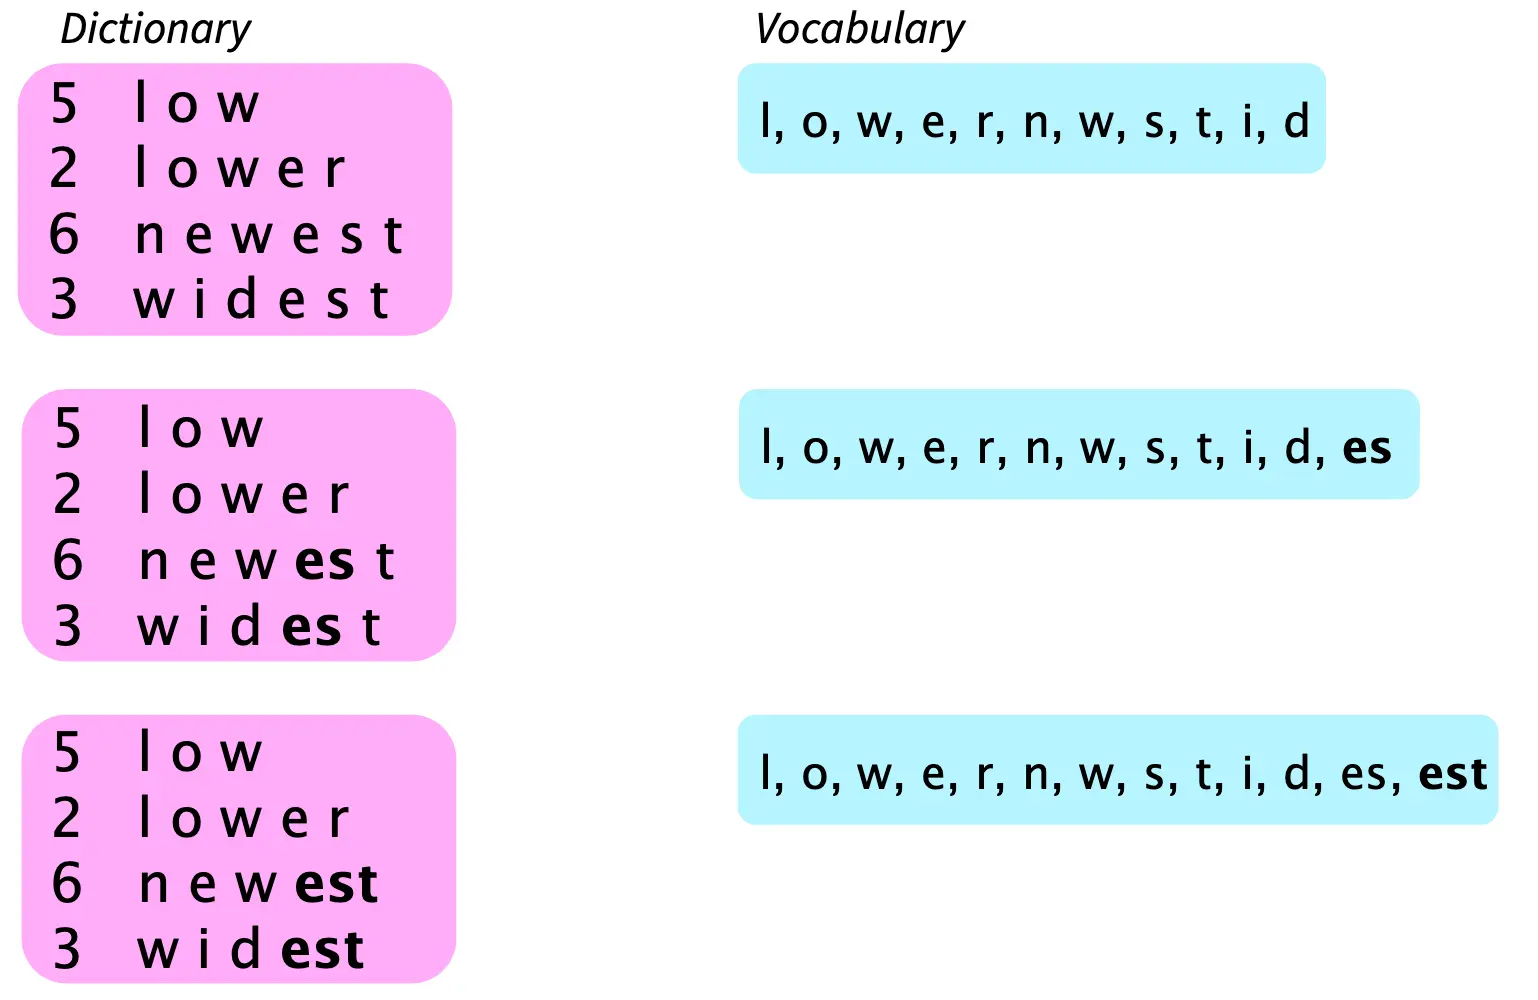 Dictionary
5 l o w
2 l o w e r
6 n e w e s t
3 w i d e s t
Vocabulary
l, o, w, e, r, n, w, s, t, i, d
5 l o w
2 l o w e r
6 n e w es t
3 w i d es t
l, o, w, e, r, n, w, s, t, i, d, es
5 l o w
2 l o w e r
6 n e w est
3 w i d est
l, o, w, e, r, n, w, s, t, i, d, es, est